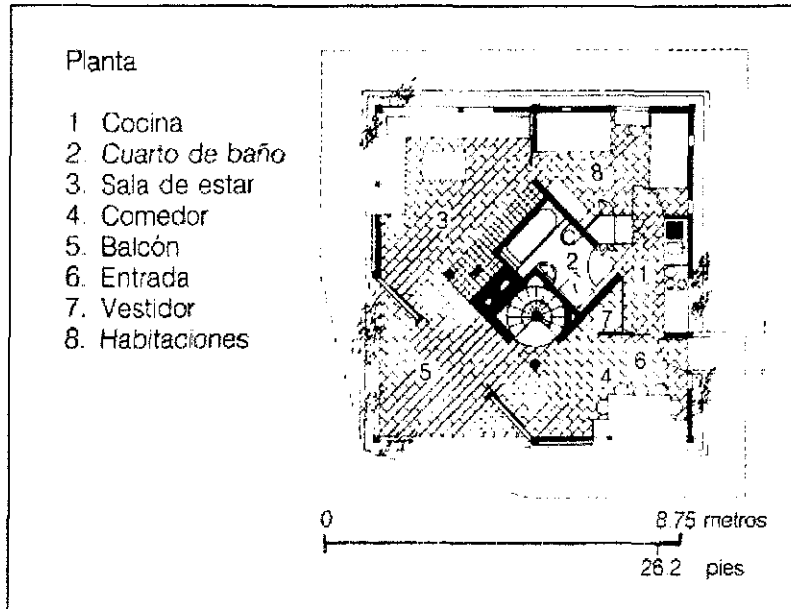 Planta
1 Cocina
2. Cuarto de baño
3. Sala de estar
4. Comedor
5. Balcón
6. Entrada
7. Vestidor
8. Habitaciones
8
3
2
1
7
6
5
4
0 8.75 metros
26.2 pies